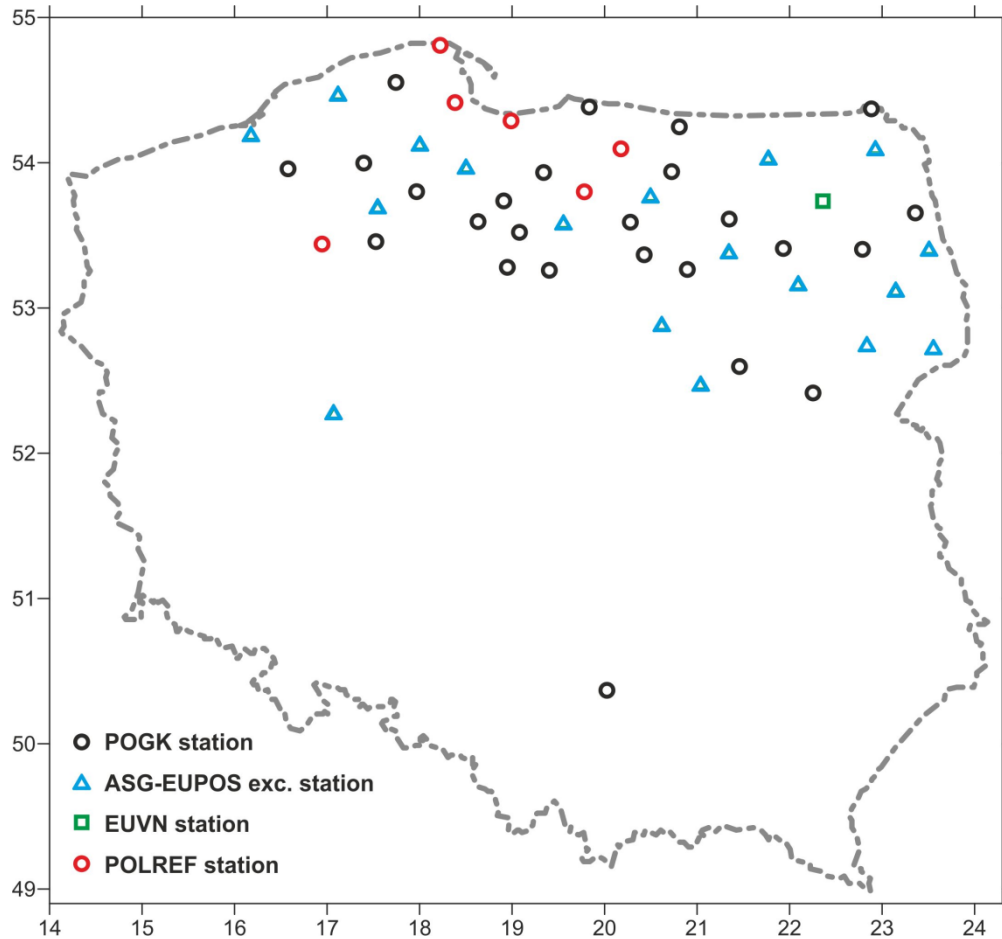 55
54
53
52
51
50
49
POGK station
ASG-EUPOS exc. station
EUVN station
POLREF station
14 15 16 17 18 19 20 21 22 23 24